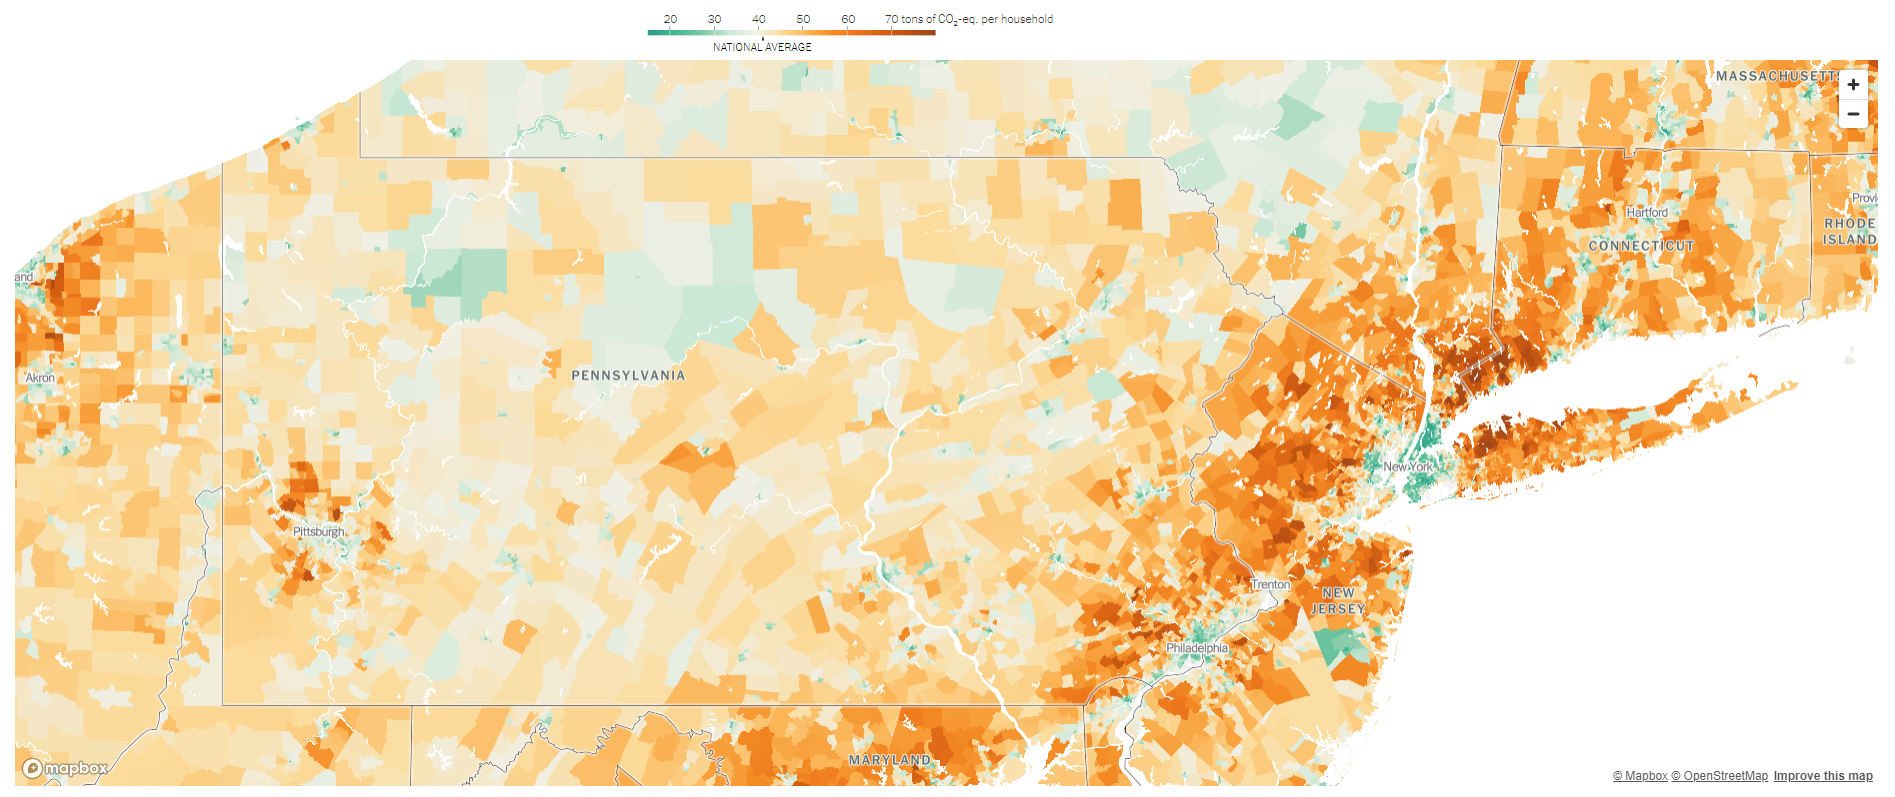 20 30 40 50 60 70 tons of CO₂-eq. per household
NATIONAL AVERAGE
MASSACHUSETTS
+
−
Provi
Hartford
RHODE
ISLAND
CONNECTICUT
and
Akron
PENNSYLVANIA
New York
Pittsburgh
Trenton
NEW
JERSEY
Philadelphia
MARYLAND
mapbox
© Mapbox © OpenStreetMap Improve this map